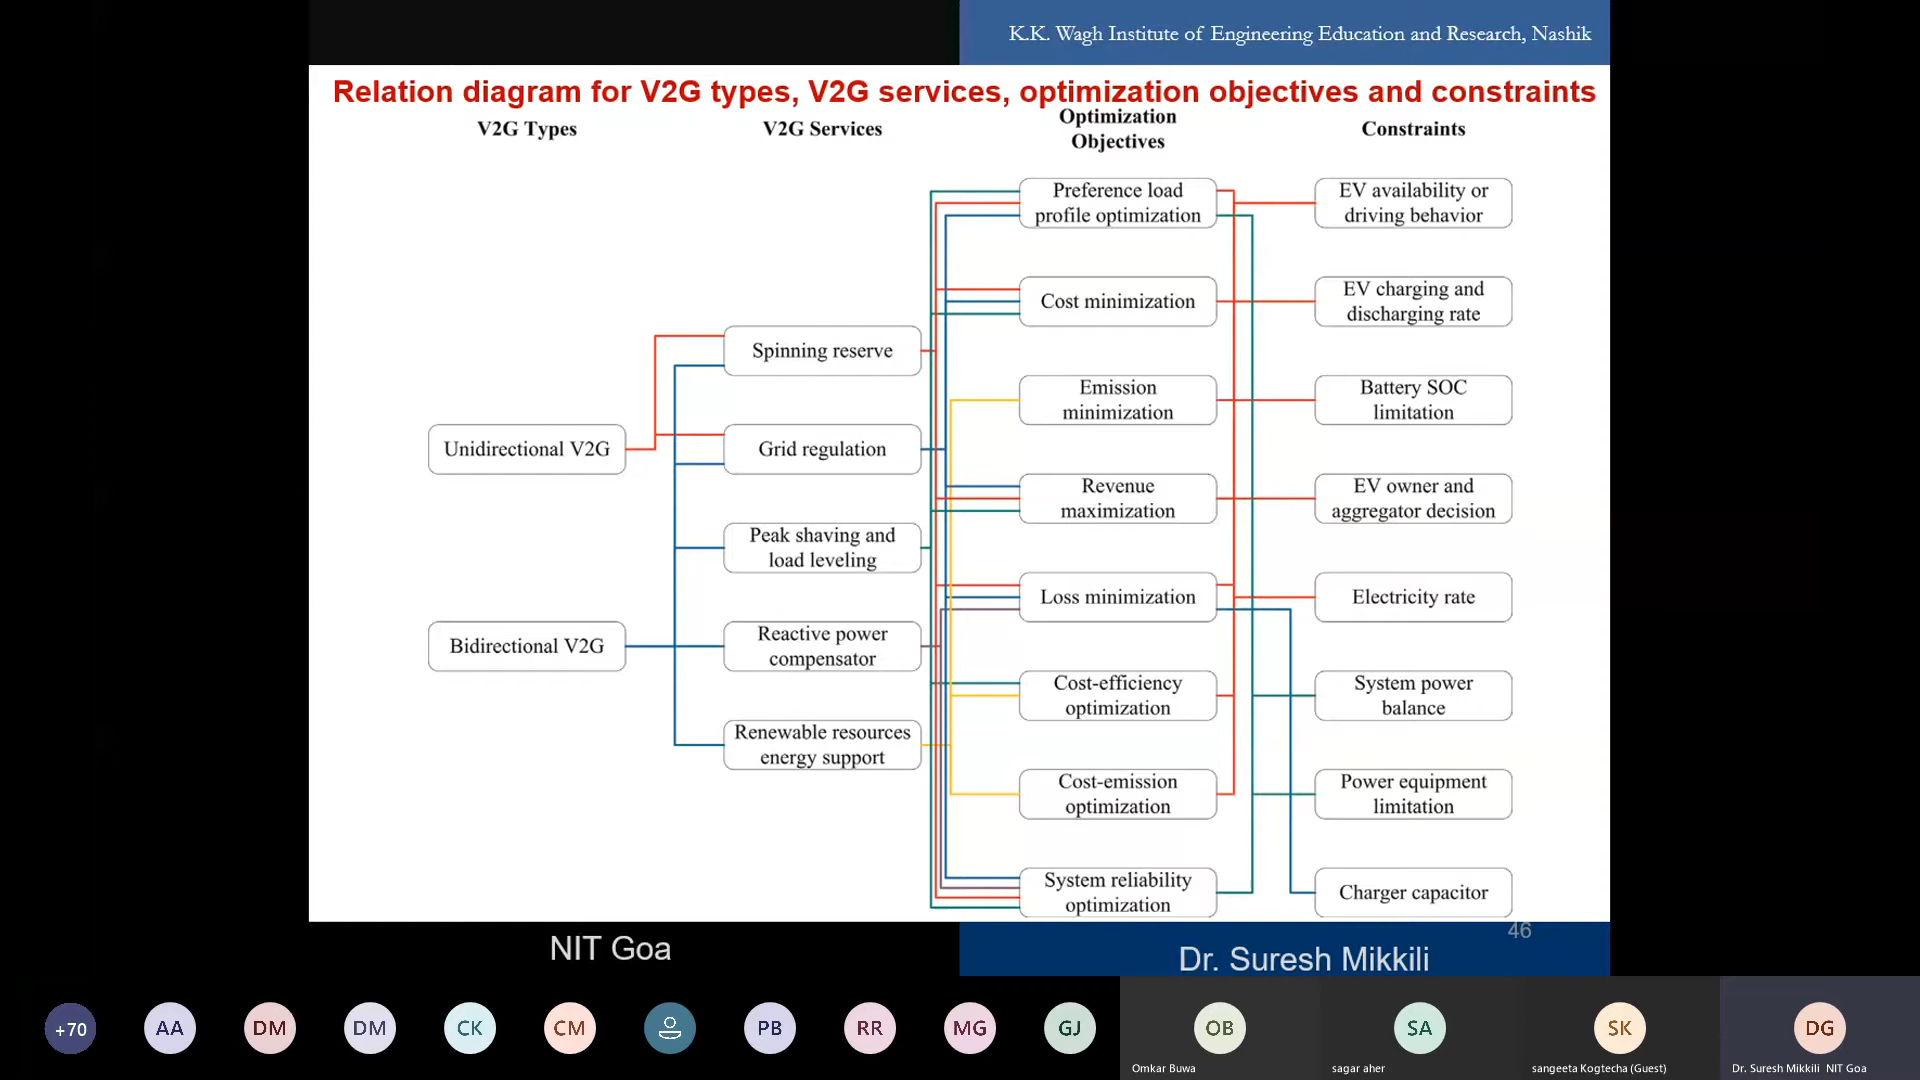 K.K. Wagh Institute of Engineering Education and Research, Nashik
Relation diagram for V2G types, V2G services, optimization objectives and constraints
V2G Types
V2G Services
Optimization
Objectives
Constraints
Unidirectional V2G
Bidirectional V2G
Spinning reserve
Grid regulation
Peak shaving and
load leveling
Reactive power
compensator
Renewable resources
energy support
Preference load
profile optimization
Cost minimization
Emission
minimization
Revenue
maximization
Loss minimization
Cost-efficiency
optimization
Cost-emission
optimization
System reliability
optimization
EV availability or
driving behavior
EV charging and
discharging rate
Battery SOC
limitation
EV owner and
aggregator decision
Electricity rate
System power
balance
Power equipment
limitation
Charger capacitor
46
NIT Goa
Dr. Suresh Mikkili
+70
AA
DM
DM
CK
CM
PB
RR
MG
GJ
OB
Omkar Buwa
SA
sagar aher
SK
sangeeta Kogtecha (Guest)
DG
Dr. Suresh Mikkili NIT Goa